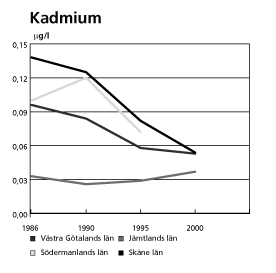 Kadmium
µg/l
0,15
0,12
0,09
0,06
0,03
0,00
1986 1990 1995 2000
Västra Götalands län Jämtlands län
Södermanlands län Skåne län